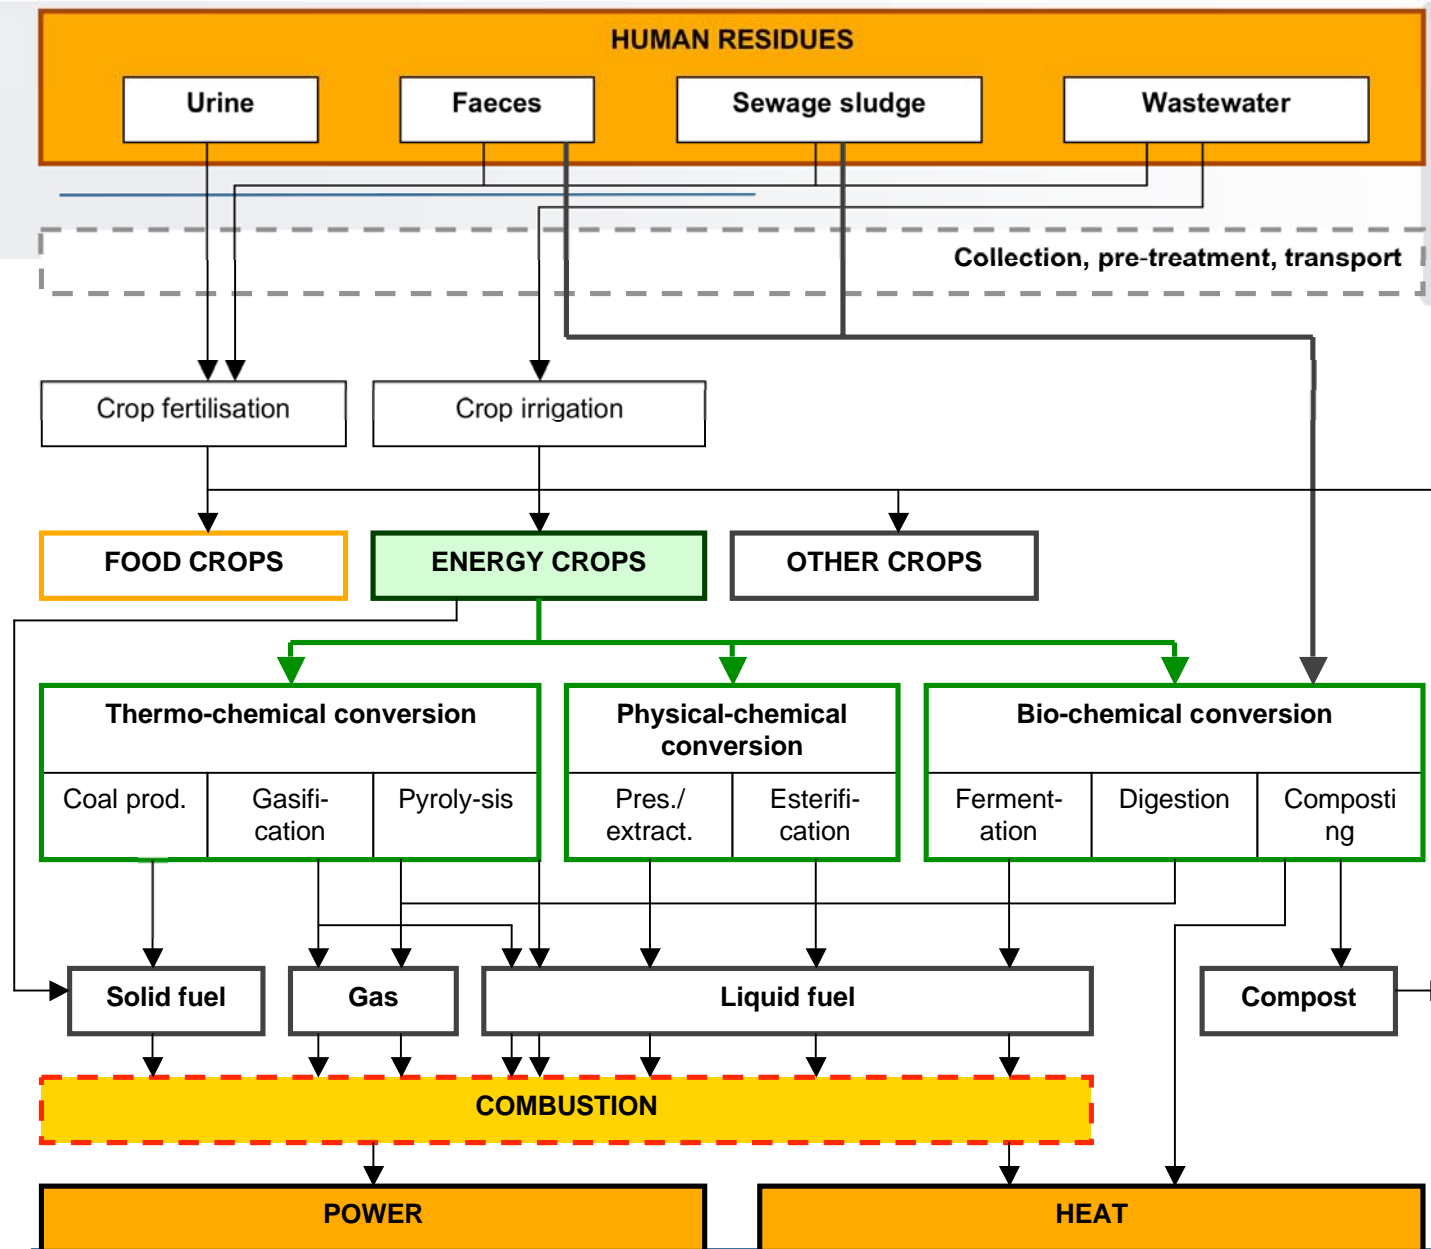 HUMAN RESIDUES
Urine
Faeces
Sewage sludge
Wastewater
Collection, pre-treatment, transport
Crop fertilisation
Crop irrigation
FOOD CROPS
ENERGY CROPS
OTHER CROPS
Thermo-chemical conversion
Physical-chemical
conversion
Bio-chemical conversion
Coal prod.
Gasifi-
cation
Pyroly-sis
Pres./
extract.
Esterifi-
cation
Ferment-
ation
Digestion
Composti
ng
Solid fuel
Gas
Liquid fuel
Compost
COMBUSTION
POWER
HEAT